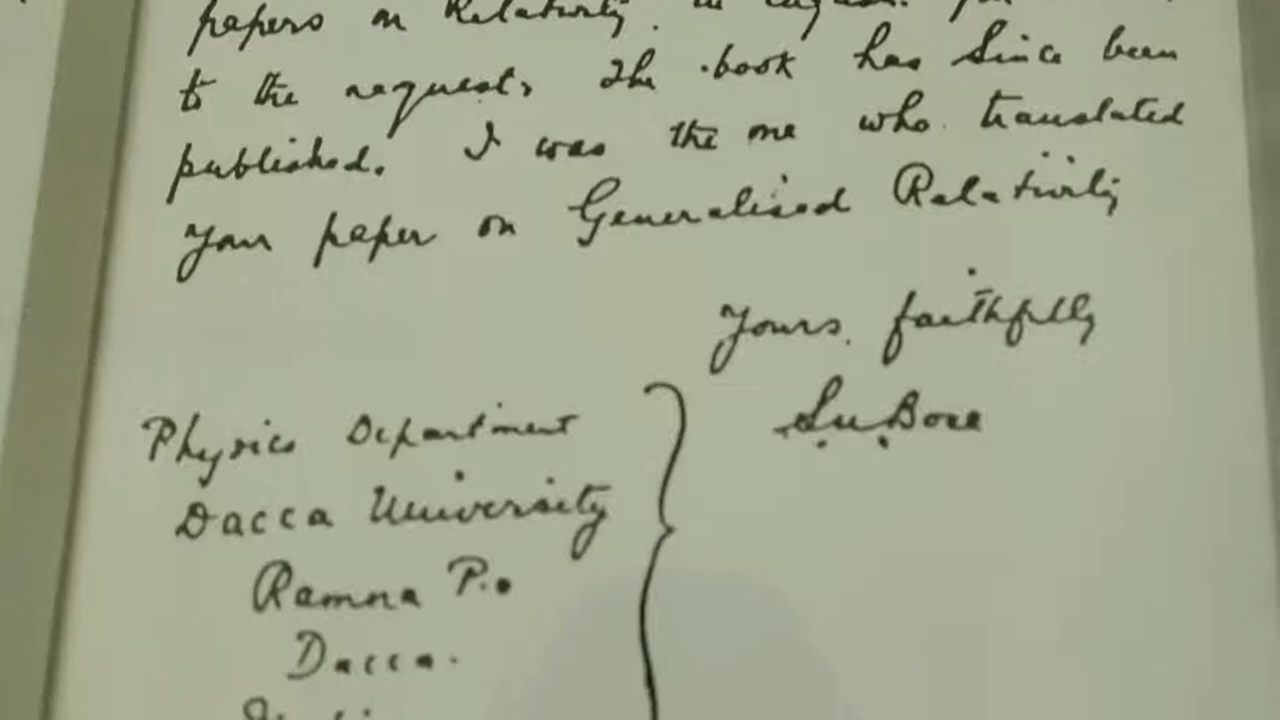 papers on Relativity in
to the request. The book has since been
published. I was the one who translated
your paper on Generalised Relativity
Yours faithfully
S.N.Bose
Physics Department
Dacca University
Ramna P.O
Dacca.